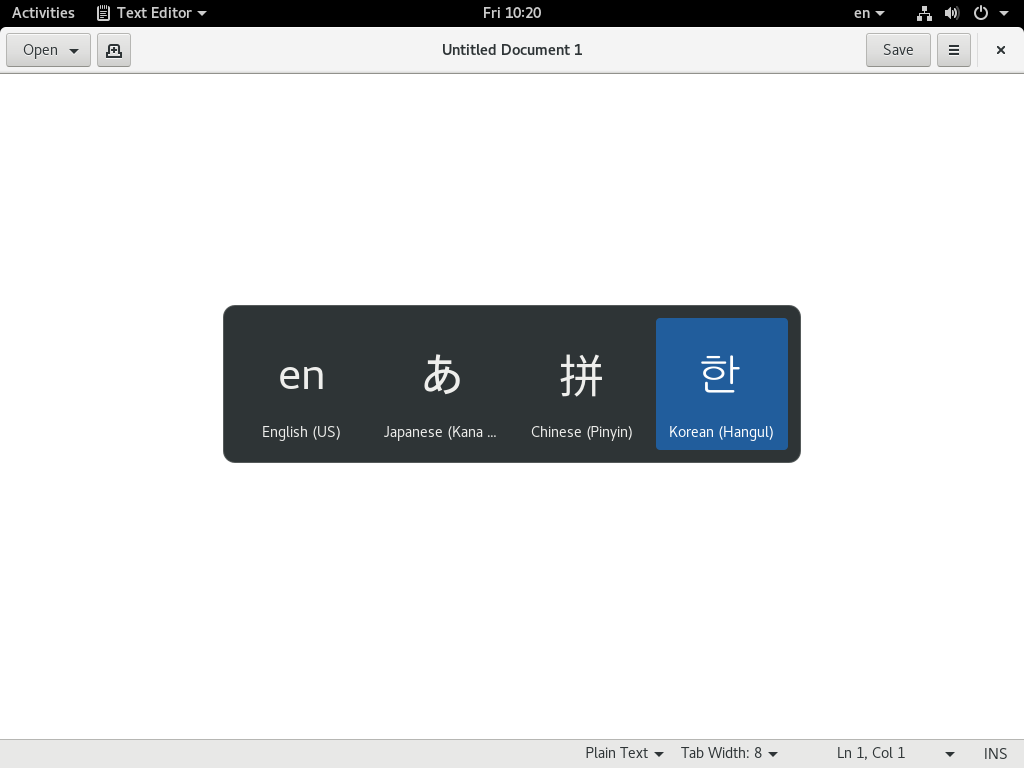 Activities Text Editor Fri 10:20 en
Open Untitled Document 1 Save
en あ 拼 한
English (US) Japanese (Kana ... Chinese (Pinyin) Korean (Hangul)
Plain Text Tab Width: 8 Ln 1, Col 1 INS